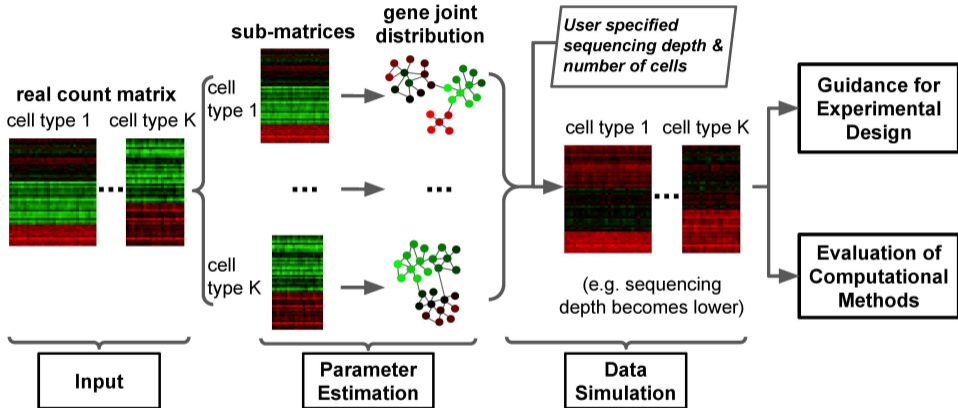 real count matrix
cell type 1
cell type K
...
sub-matrices
cell
type 1
...
cell
type K
gene joint
distribution
...
User specified
sequencing depth &
number of cells
cell type 1
cell type K
...
(e.g. sequencing
depth becomes lower)
Guidance for
Experimental
Design
Evaluation of
Computational
Methods
Input
Parameter
Estimation
Data
Simulation